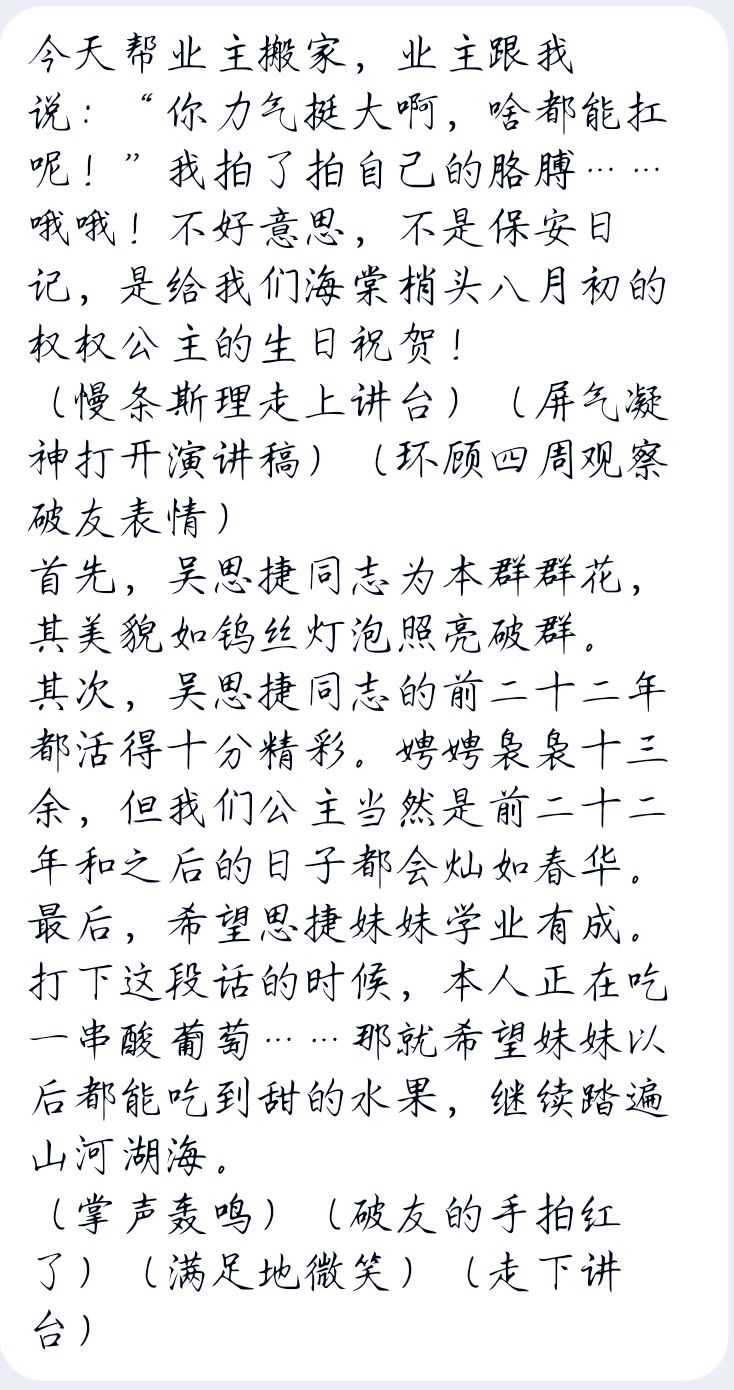 今天帮业主搬家，业主跟我
说：“你力气挺大啊，啥都能扛
呢！”我拍了拍自己的胳膊……
哦哦！不好意思，不是保安日
记，是给我们海棠梢头八月初的
权权公主的生日祝贺！
（慢条斯理走上讲台）（屏气凝
神打开演讲稿）（环顾四周观察
破友表情）
首先，吴思捷同志为本群群花，
其美貌如钨丝灯泡照亮破群。
其次，吴思捷同志的前二十二年
都活得十分精彩。娉娉袅袅十三
余，但我们公主当然是前二十二
年和之后的日子都会灿如春华。
最后，希望思捷妹妹学业有成。
打下这段话的时候，本人正在吃
一串酸葡萄……那就希望妹妹以
后都能吃到甜的水果，继续踏遍
山河湖海。
（掌声轰鸣）（破友的手拍红
了）（满足地微笑）（走下讲
台）